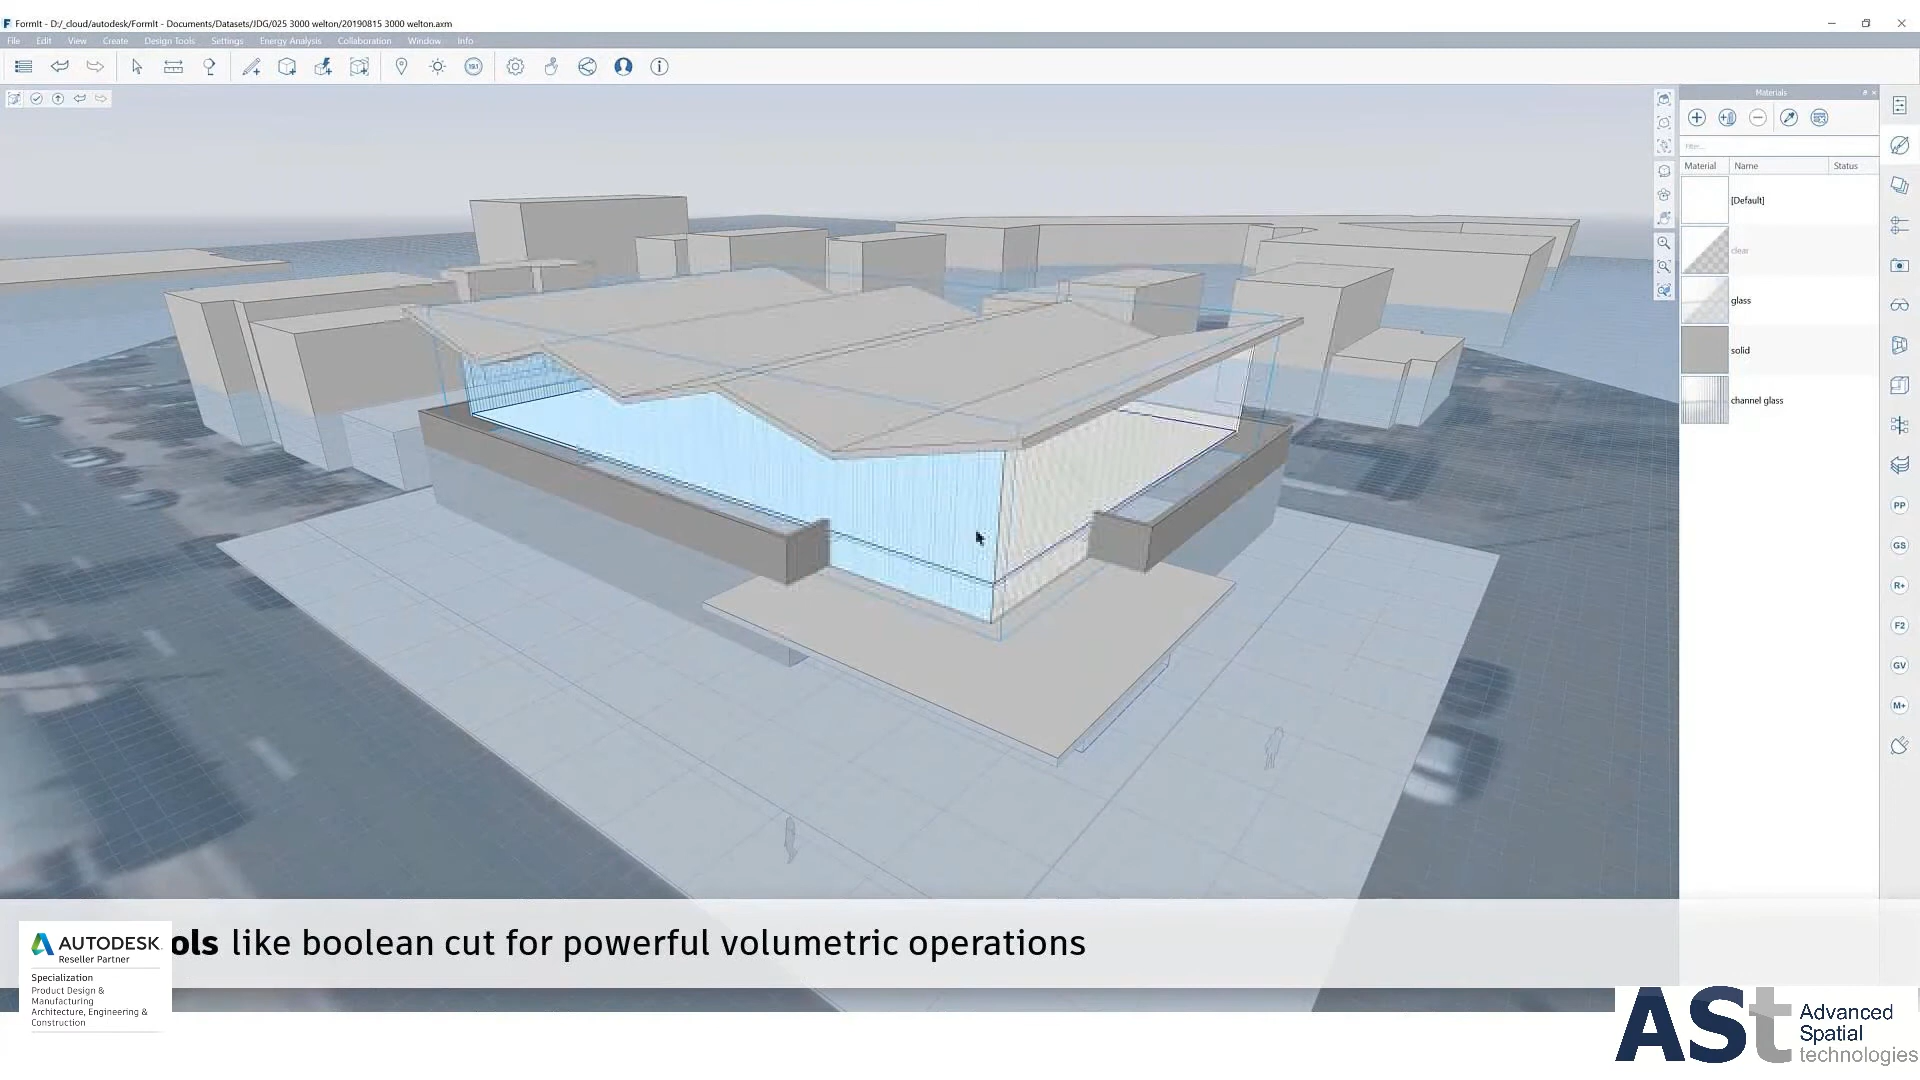 FormIt - D:/_cloud/autodesk/FormIt - Documents/Datasets/JDG/025 3000 welton/20190815 3000 welton.axm
File Edit View Create Design Tools Settings Energy Analysis Collaboration Window Info
19.1
Materials
Filter...
Material Name Status
[Default]
clear
glass
solid
channel glass
PP
GS
R+
F2
GV
M+
ols like boolean cut for powerful volumetric operations
AUTODESK
Reseller Partner
Specialization
Product Design &
Manufacturing
Architecture, Engineering &
Construction
ASt
Advanced
Spatial
technologies